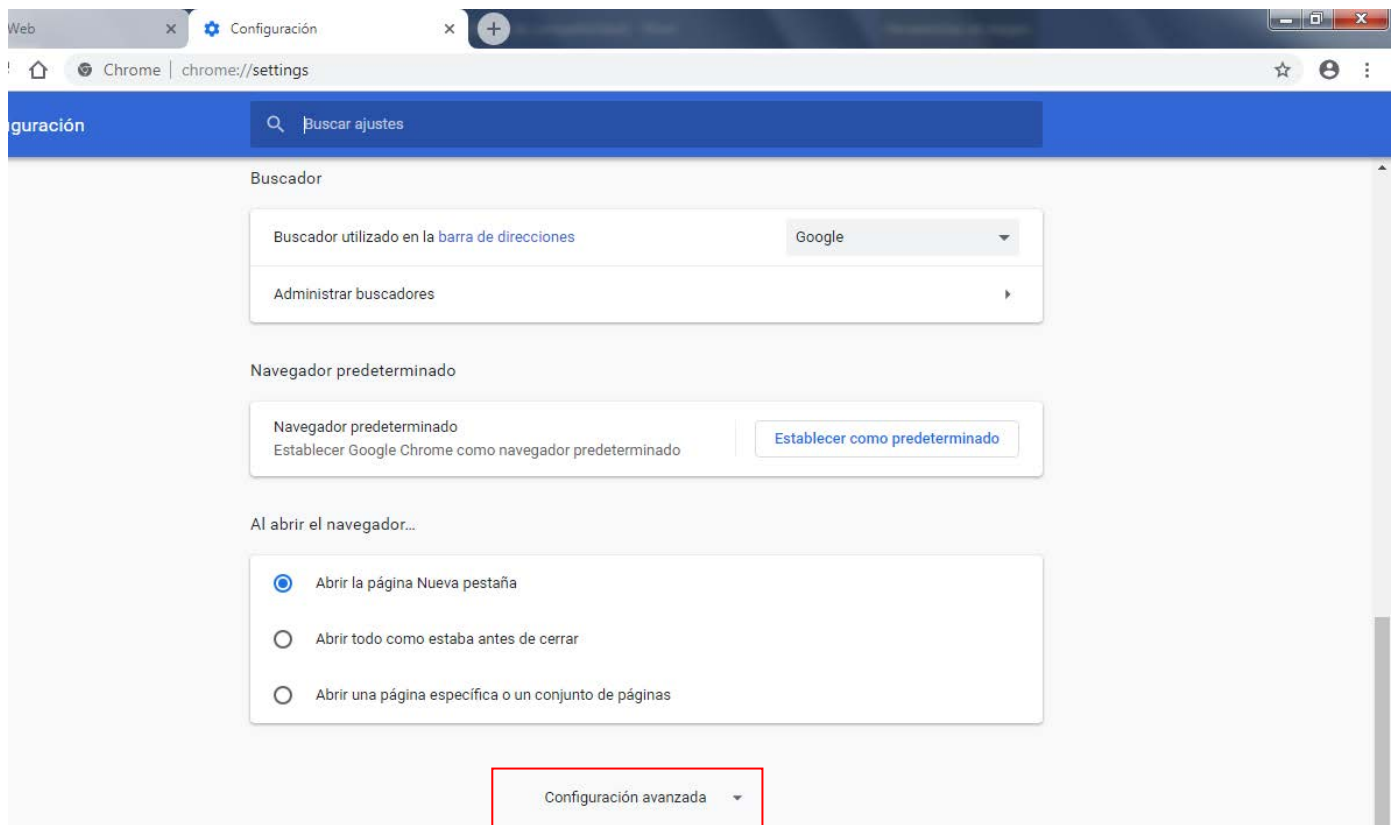 Web
Configuración
Chrome | chrome://settings
guración
Buscar ajustes
Buscador
Buscador utilizado en la barra de direcciones
Google
Administrar buscadores
Navegador predeterminado
Navegador predeterminado
Establecer Google Chrome como navegador predeterminado
Establecer como predeterminado
Al abrir el navegador...
Abrir la página Nueva pestaña
Abrir todo como estaba antes de cerrar
Abrir una página específica o un conjunto de páginas
Configuración avanzada